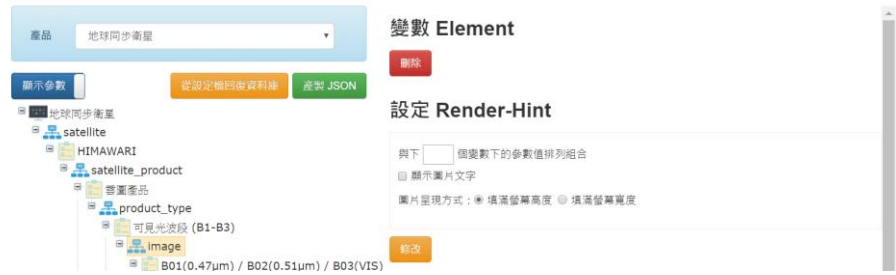 產品 地球同步衛星
顯示參數 從設定檔回復資料庫 產製 JSON
地球同步衛星
satellite
HIMAWARI
satellite_product
雲圖產品
product_type
可見光波段 (B1-B3)
image
B01(0.47μm) / B02(0.51μm) / B03(VIS)
變數 Element
刪除
設定 Render-Hint
與下 個變數下的參數值排列組合
顯示圖片文字
圖片呈現方式：填滿螢幕高度 填滿螢幕寬度
修改